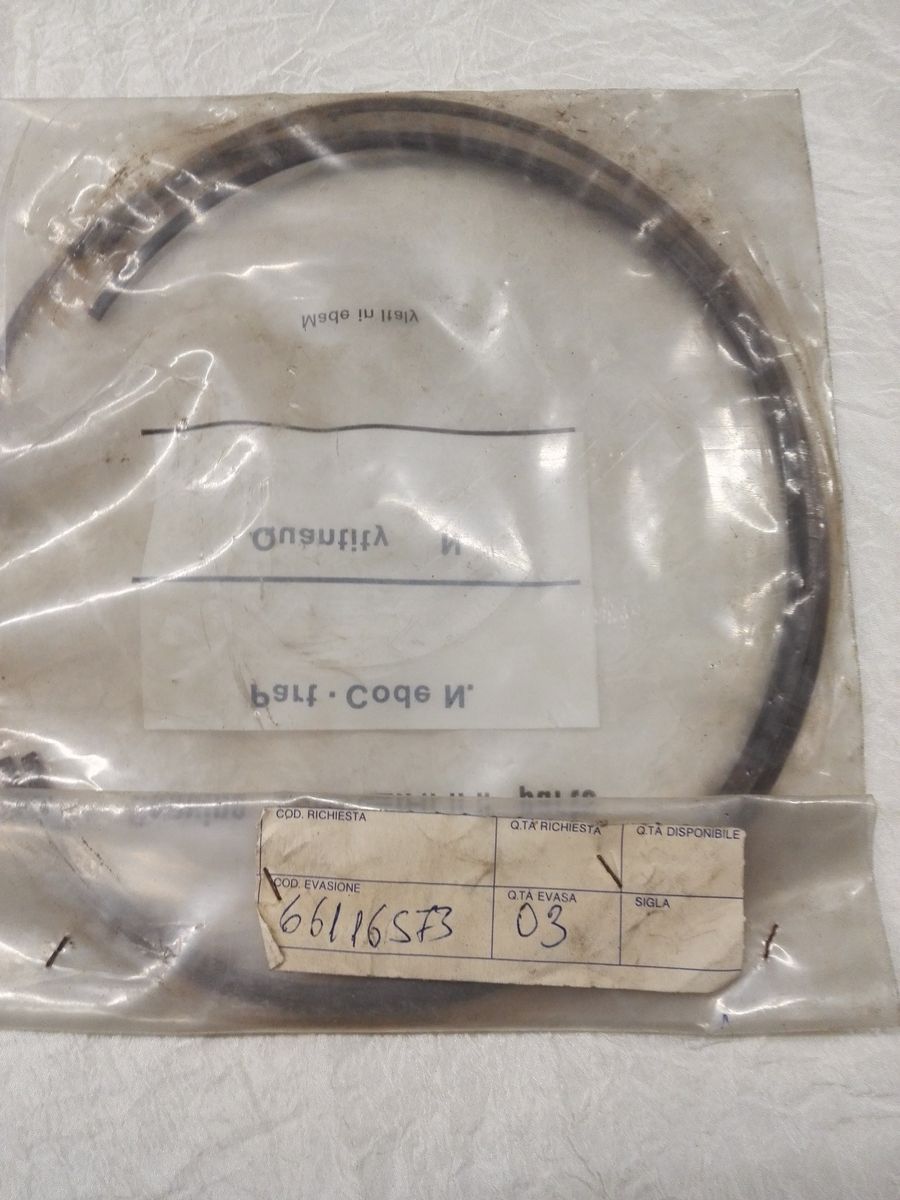 Made in Italy
Quantity N.
Part - Code N.
parts
COD. RICHIESTA Q.TÀ RICHIESTA Q.TÀ DISPONIBILE
COD. EVASIONE Q.TÀ EVASA SIGLA
66116573 03